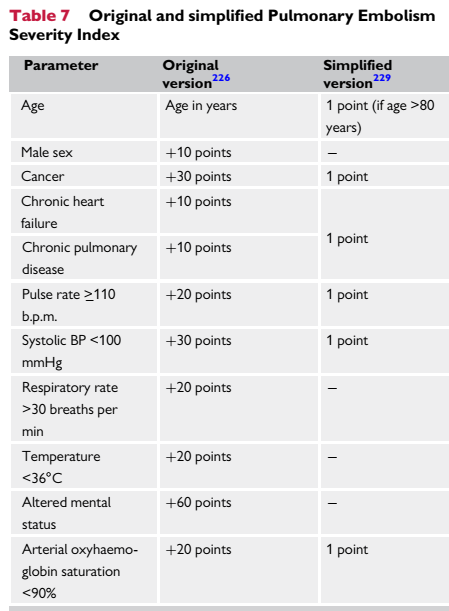 Table 7 Original and simplified Pulmonary Embolism
Severity Index
Parameter Original Simplified
version226 version229
Age Age in years 1 point (if age >80
years)
Male sex +10 points –
Cancer +30 points 1 point
Chronic heart +10 points
failure
1 point
Chronic pulmonary +10 points
disease
Pulse rate ≥110 +20 points 1 point
b.p.m.
Systolic BP <100 +30 points 1 point
mmHg
Respiratory rate +20 points –
>30 breaths per
min
Temperature +20 points –
<36°C
Altered mental +60 points –
status
Arterial oxyhaemo- +20 points 1 point
globin saturation
<90%